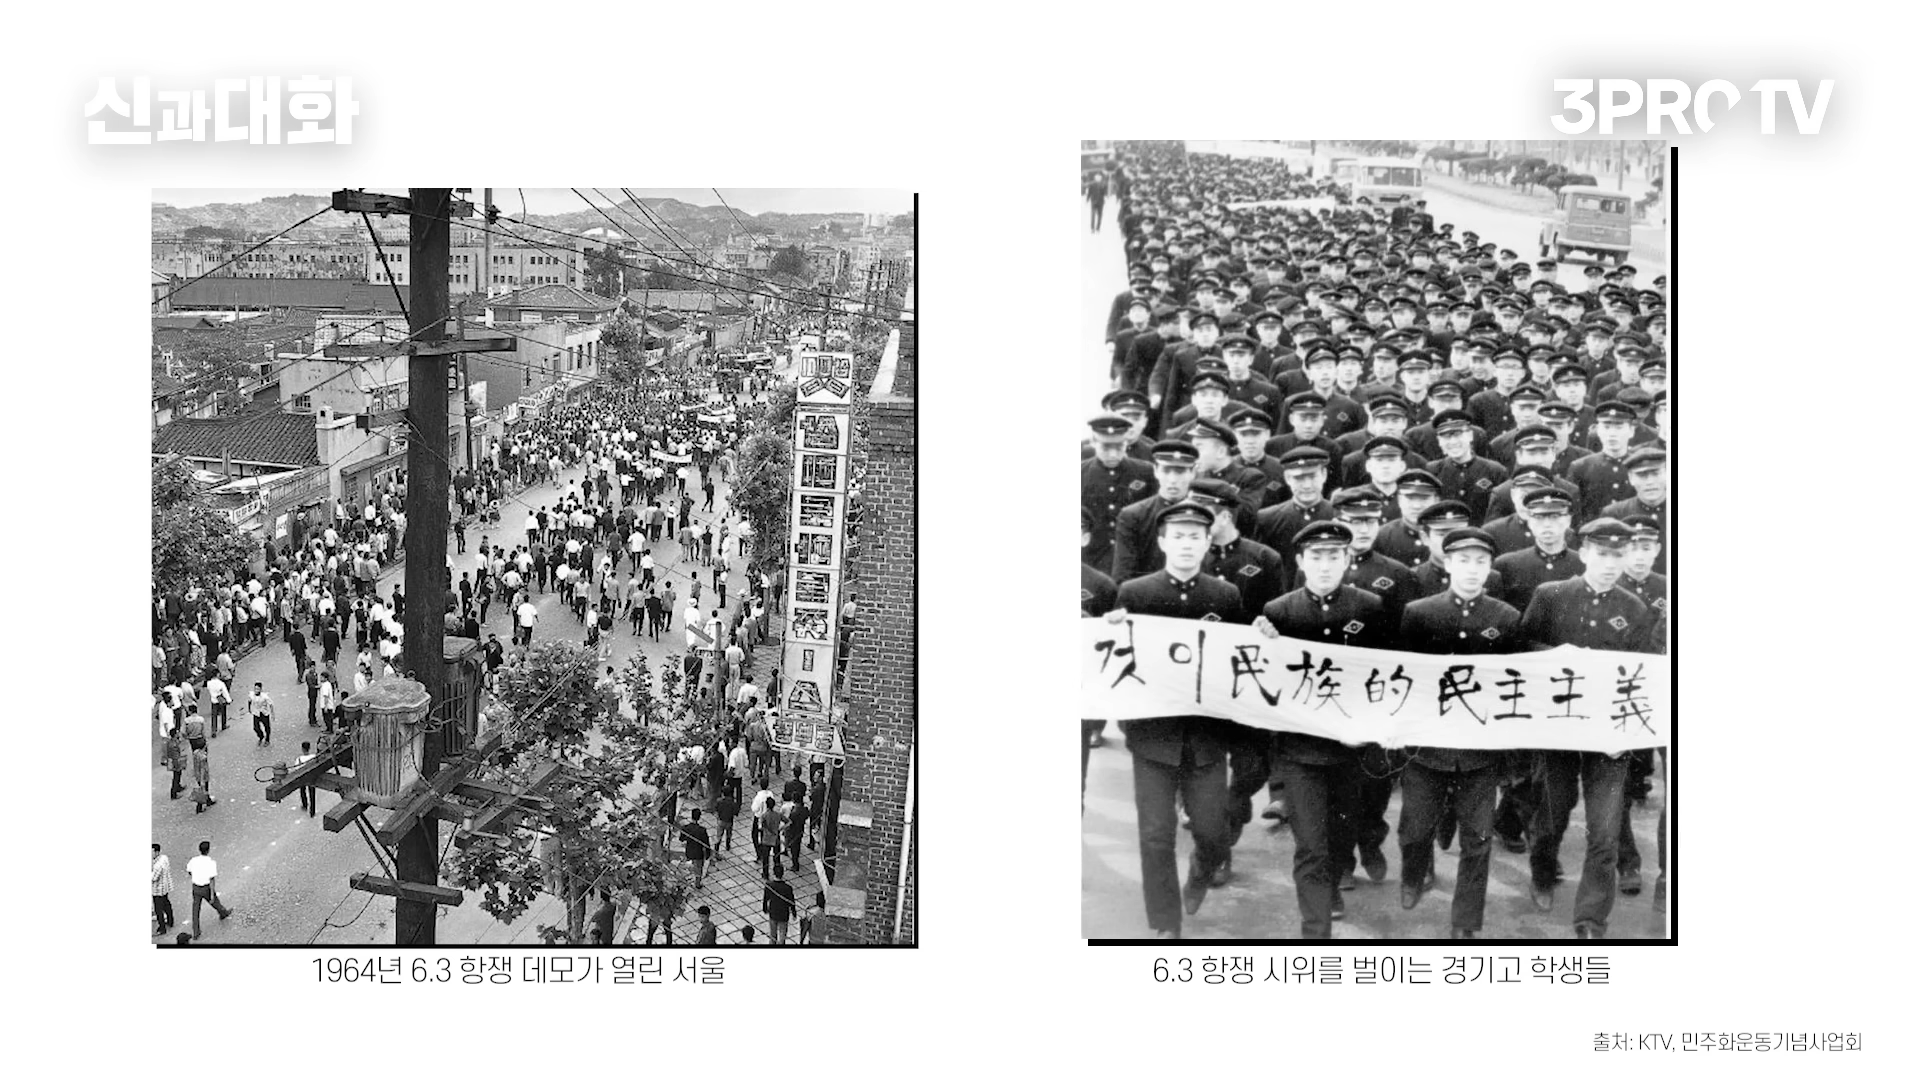 신과대화
3PRO TV
것이 民族的 民主主義
1964년 6.3 항쟁 데모가 열린 서울
6.3 항쟁 시위를 벌이는 경기고 학생들
출처: KTV, 민주화운동기념사업회